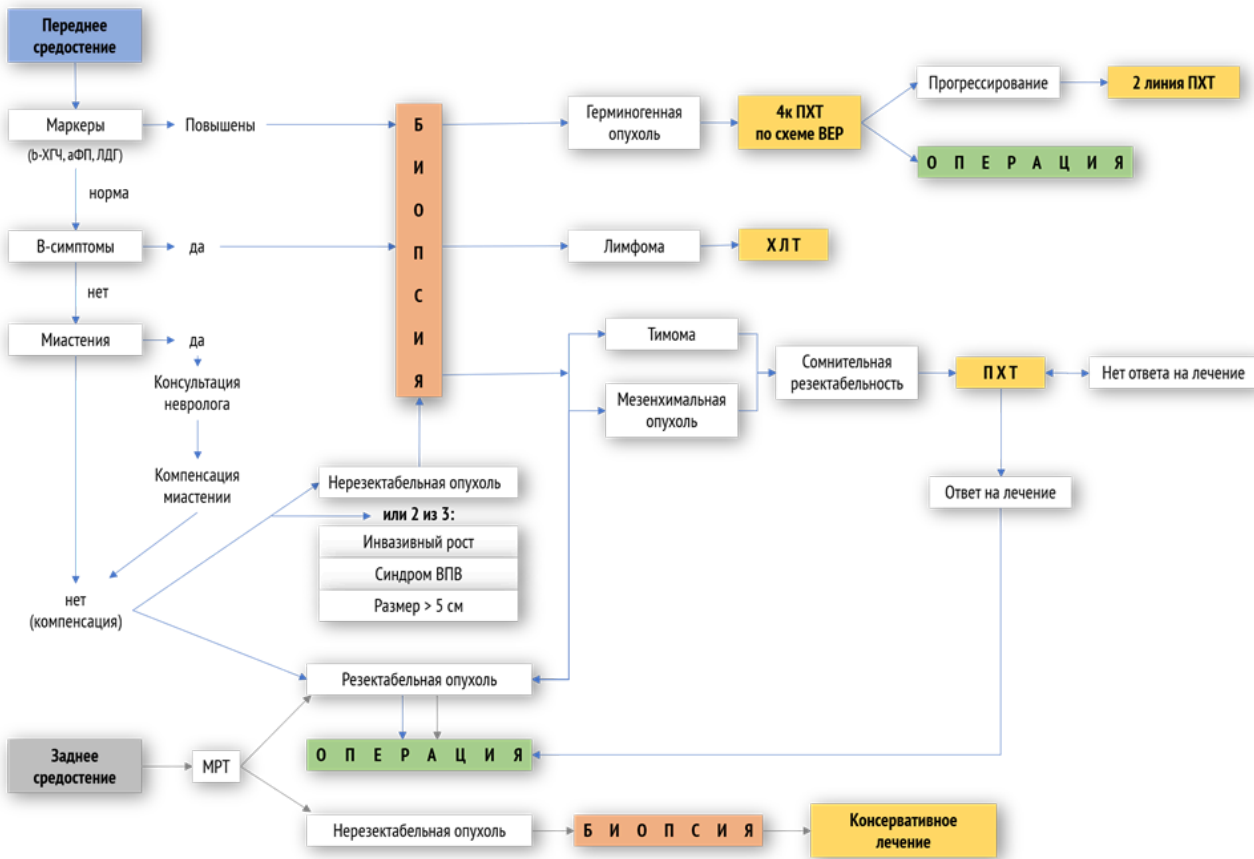 Переднее
средостение
Маркеры
(b-ХГЧ, аФП, ЛДГ)
Повышены
норма
В-симптомы
да
нет
Миастения
да
Консультация
невролога
Компенсация
миастении
нет
(компенсация)
Б И О П С И Я
Герминогенная
опухоль
4к ПХТ
по схеме BEP
Прогрессирование
2 линия ПХТ
О П Е Р А Ц И Я
Лимфома
Х Л Т
Тимома
Мезенхимальная
опухоль
Сомнительная
резектабельность
П Х Т
Нет ответа на лечение
Ответ на лечение
Нерезектабельная опухоль
или 2 из 3:
Инвазивный рост
Синдром ВПВ
Размер > 5 см
Резектабельная опухоль
О П Е Р А Ц И Я
Заднее
средостение
МРТ
Нерезектабельная опухоль
Б И О П С И Я
Консервативное
лечение